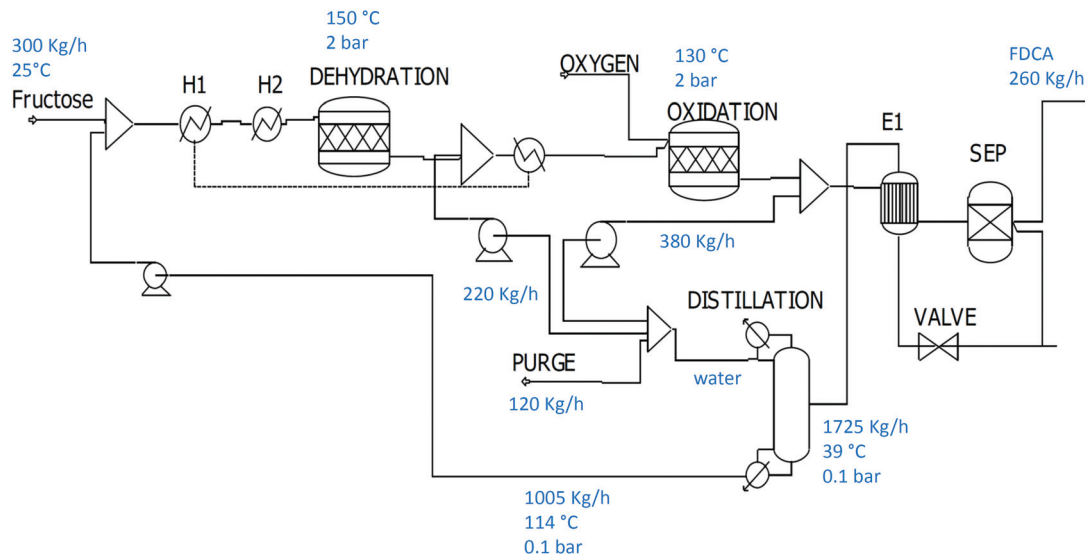 300 Kg/h
25°C
Fructose
H1
H2
150 °C
2 bar
DEHYDRATION
OXYGEN
130 °C
2 bar
OXIDATION
E1
SEP
FDCA
260 Kg/h
220 Kg/h
380 Kg/h
PURGE
120 Kg/h
DISTILLATION
water
VALVE
1725 Kg/h
39 °C
0.1 bar
1005 Kg/h
114 °C
0.1 bar